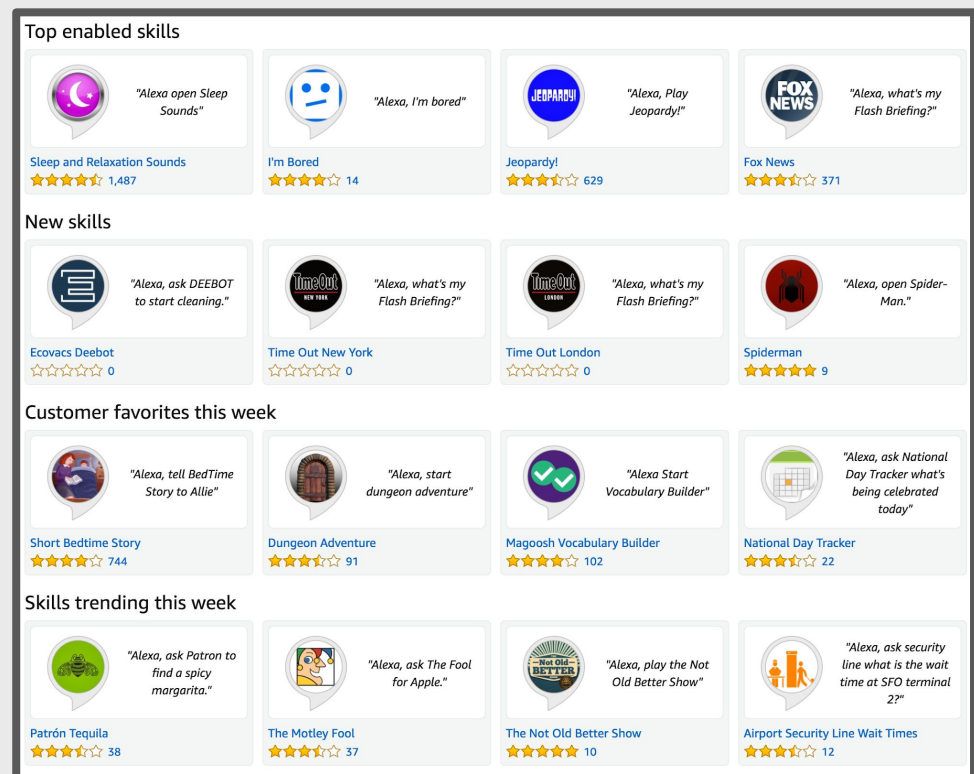 Top enabled skills
"Alexa open Sleep
Sounds"
Sleep and Relaxation Sounds
1,487
"Alexa, I'm bored"
I'm Bored
14
JEOPARDY!
"Alexa, Play
Jeopardy!"
Jeopardy!
629
FOX
NEWS
"Alexa, what's my
Flash Briefing?"
Fox News
371
New skills
"Alexa, ask DEEBOT
to start cleaning."
Ecovacs Deebot
0
TimeOut
NEW YORK
"Alexa, what's my
Flash Briefing?"
Time Out New York
0
TimeOut
LONDON
"Alexa, what's my
Flash Briefing?"
Time Out London
0
"Alexa, open Spider-
Man."
Spiderman
9
Customer favorites this week
"Alexa, tell BedTime
Story to Allie"
Short Bedtime Story
744
"Alexa, start
dungeon adventure"
Dungeon Adventure
91
"Alexa Start
Vocabulary Builder"
Magoosh Vocabulary Builder
102
"Alexa, ask National
Day Tracker what's
being celebrated
today"
National Day Tracker
22
Skills trending this week
"Alexa, ask Patron to
find a spicy
margarita."
Patrón Tequila
38
"Alexa, ask The Fool
for Apple."
The Motley Fool
37
Not Old
BETTER
"Alexa, play the Not
Old Better Show"
The Not Old Better Show
10
"Alexa, ask security
line what is the wait
time at SFO terminal
2?"
Airport Security Line Wait Times
12